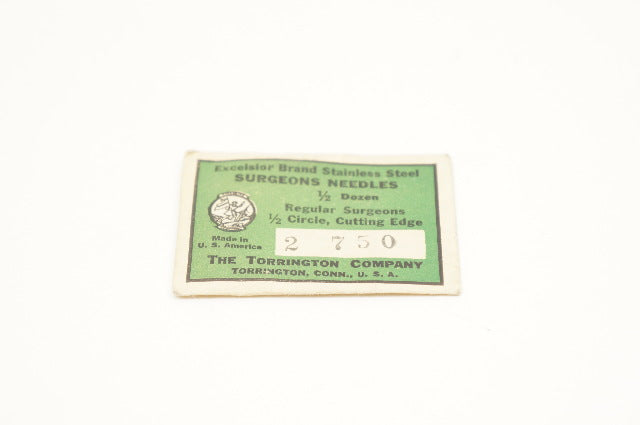 Excelsior Brand Stainless Steel
SURGEONS NEEDLES
½ Dozen
Regular Surgeons
½ Circle, Cutting Edge
Made in
U. S. America
2 750
THE TORRINGTON COMPANY
TORRINGTON, CONN., U. S. A.